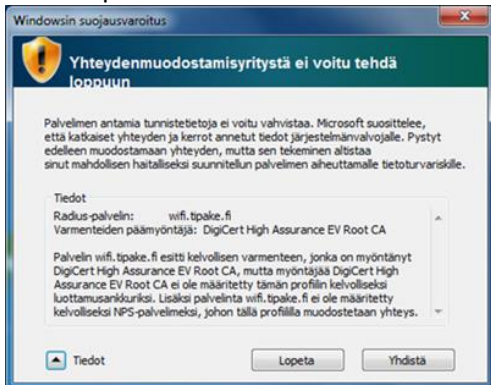 Windowsin suojausvaroitus
Yhteydenmuodostamisyritystä ei voitu tehdä
loppuun
Palvelimen antamia tunnistetietoja ei voitu vahvistaa. Microsoft suosittelee,
että katkaiset yhteyden ja kerrot annetut tiedot järjestelmänvalvojalle. Pystyt
edelleen muodostamaan yhteyden, mutta sen tekeminen altistaa
sinut mahdollisen haitalliseksi suunnitellun palvelimen aiheuttamalle tietoturvariskille.
Tiedot
Radius-palvelin: wifi.tipake.fi
Varmenteiden päämyöntäjä: DigiCert High Assurance EV Root CA
Palvelin wifi.tipake.fi esitti kelvollisen varmenteen, jonka on myöntänyt
DigiCert High Assurance EV Root CA, mutta myöntäjää DigiCert High
Assurance EV Root CA ei ole määritetty tämän profiilin kelvolliseksi
luottamusankkuriksi. Lisäksi palvelinta wifi.tipake.fi ei ole määritetty
kelvolliseksi NPS-palvelimeksi, johon tällä profiililla muodostetaan yhteys.
Tiedot
Lopeta
Yhdistä